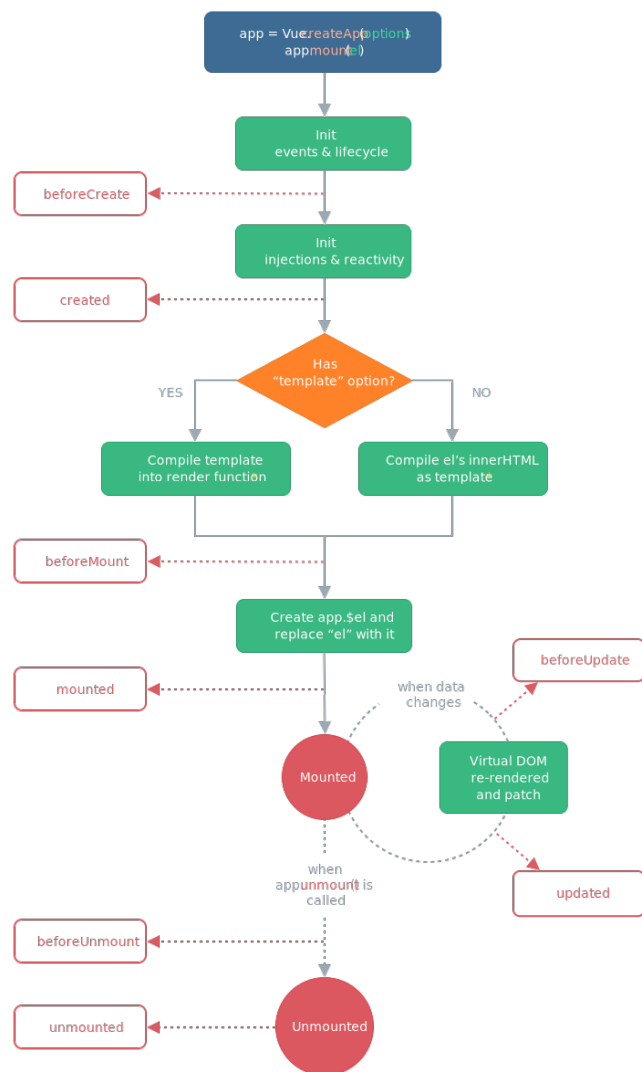 app = Vue.createApp(options)
app.mount(el)
Init
events & lifecycle
beforeCreate
Init
injections & reactivity
created
Has
“template” option?
YES
NO
Compile template
into render function*
Compile el’s innerHTML
as template*
beforeMount
Create app.$el and
replace “el” with it
beforeUpdate
mounted
when data
changes
Mounted
Virtual DOM
re-rendered
and patch
when
app.unmount() is
called
updated
beforeUnmount
unmounted
Unmounted